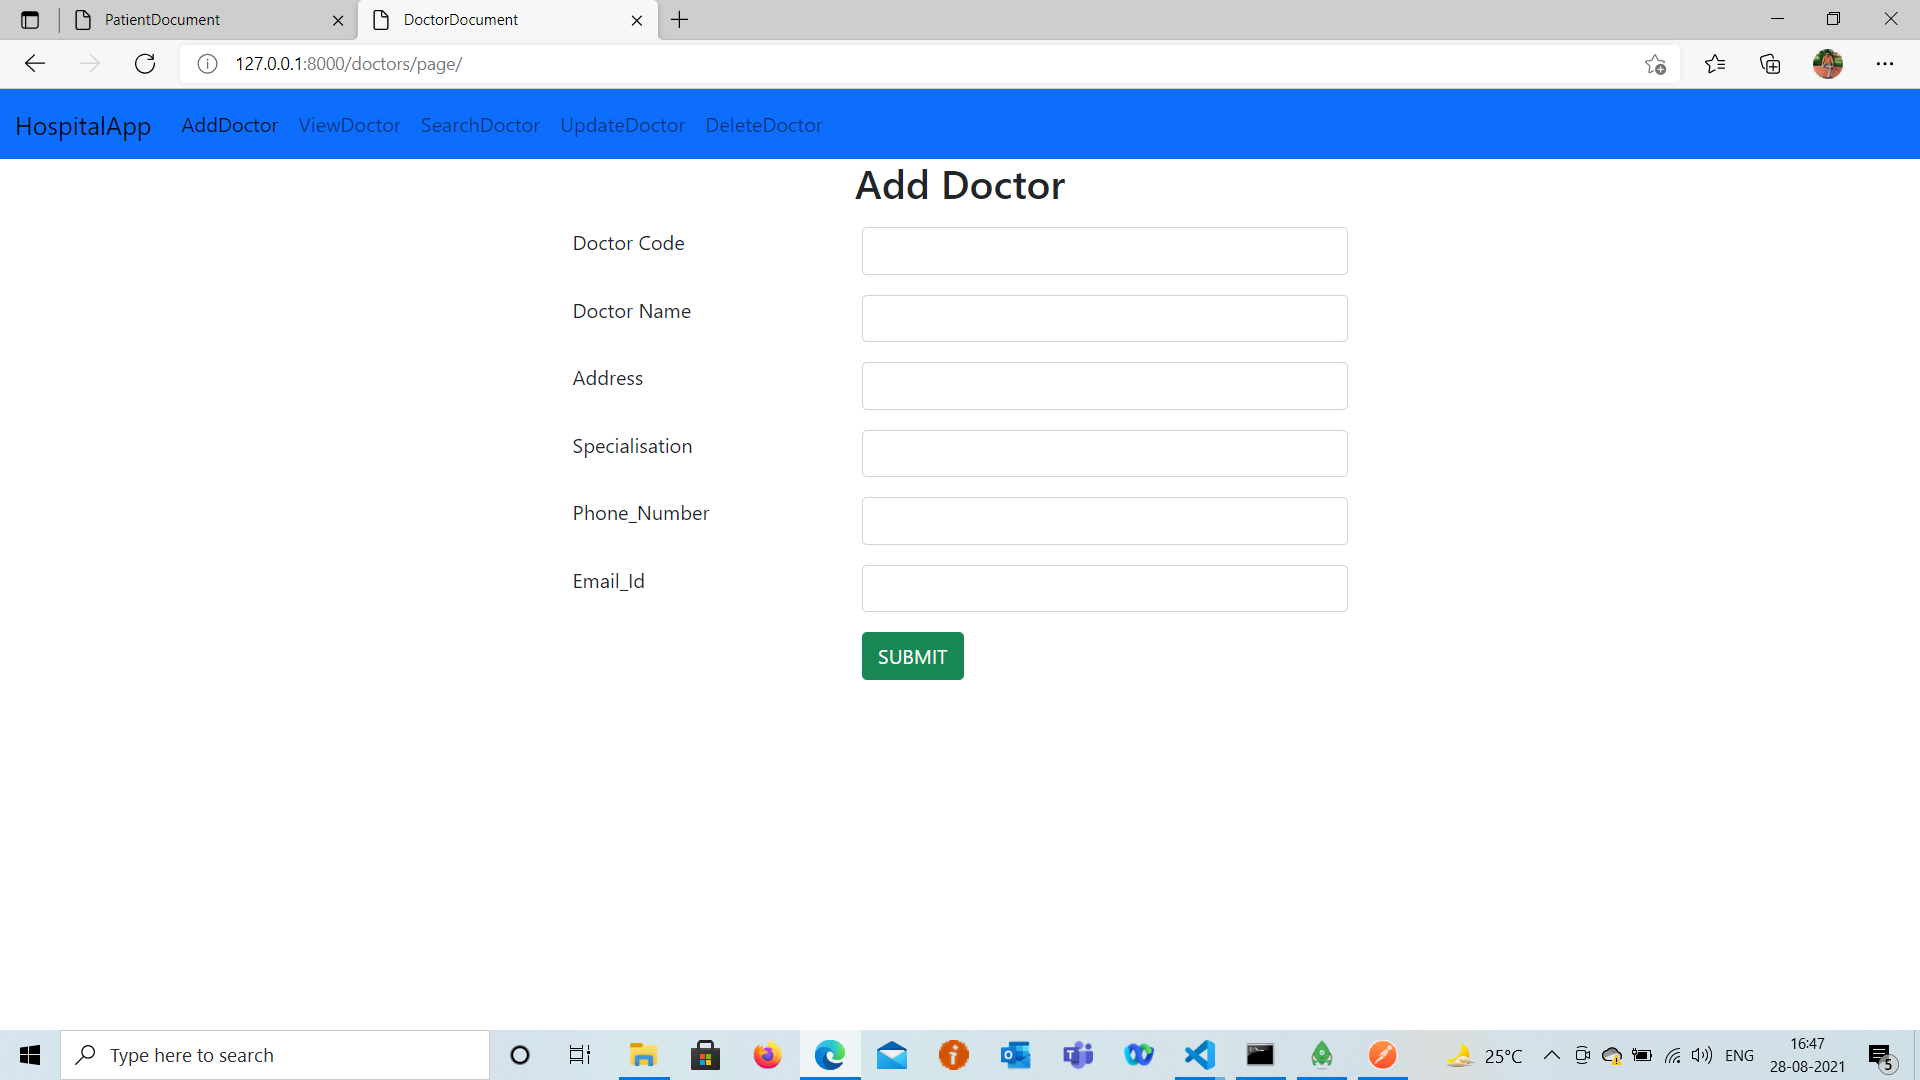 PatientDocument
DoctorDocument
127.0.0.1:8000/doctors/page/
HospitalApp AddDoctor ViewDoctor SearchDoctor UpdateDoctor DeleteDoctor
Add Doctor
Doctor Code
Doctor Name
Address
Specialisation
Phone_Number
Email_Id
SUBMIT
Type here to search
25°C
ENG
16:47
28-08-2021
5